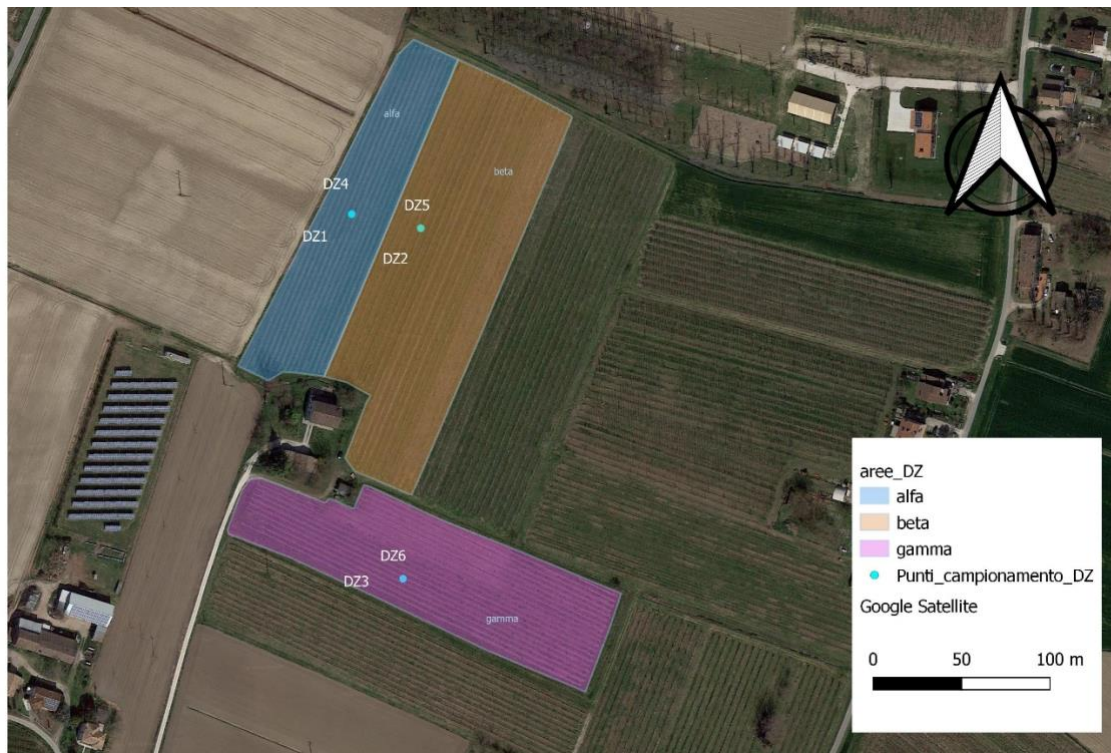 alfa
beta
DZ4
DZ5
DZ1
DZ2
DZ6
DZ3
gamma
aree_DZ
alfa
beta
gamma
Punti_campionamento_DZ
Google Satellite
0 50 100 m